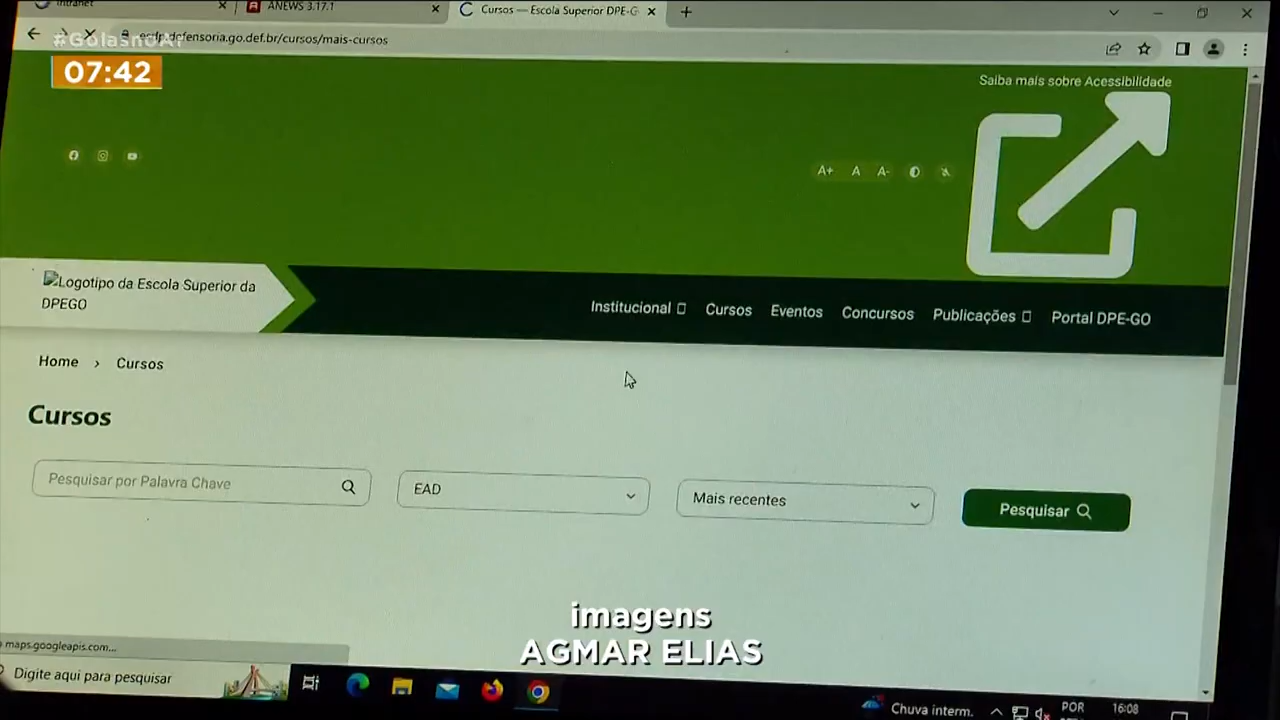 Intranet
ANEWS 3.17.1
Cursos — Escola Superior DPE-G
#GoiásnoAr
defensoria.go.def.br/cursos/mais-cursos
07:42
Saiba mais sobre Acessibilidade
A+ A A-
Logotipo da Escola Superior da
DPEGO
Institucional Cursos Eventos Concursos Publicações Portal DPE-GO
Home > Cursos
Cursos
Pesquisar por Palavra Chave
EAD
Mais recentes
Pesquisar
imagens
AGMAR ELIAS
maps.googleapis.com...
Digite aqui para pesquisar
Chuva interm.
POR
16:08